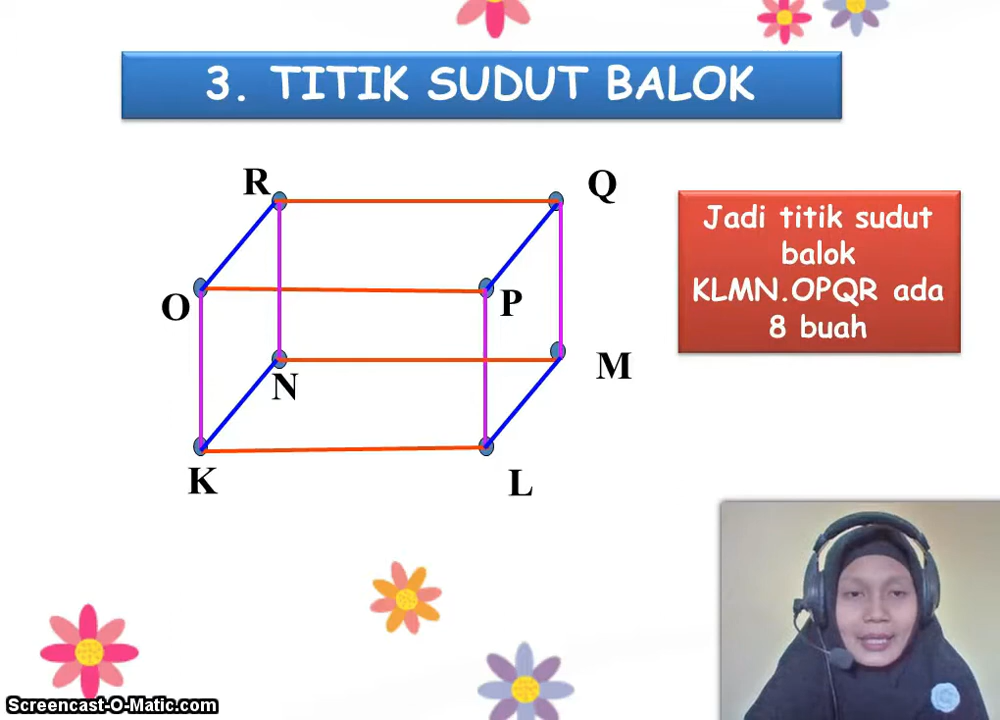 3. TITIK SUDUT BALOK
R
Q
Jadi titik sudut
balok
KLMN.OPQR ada
8 buah
O
P
N
M
K
L
Screencast-O-Matic.com